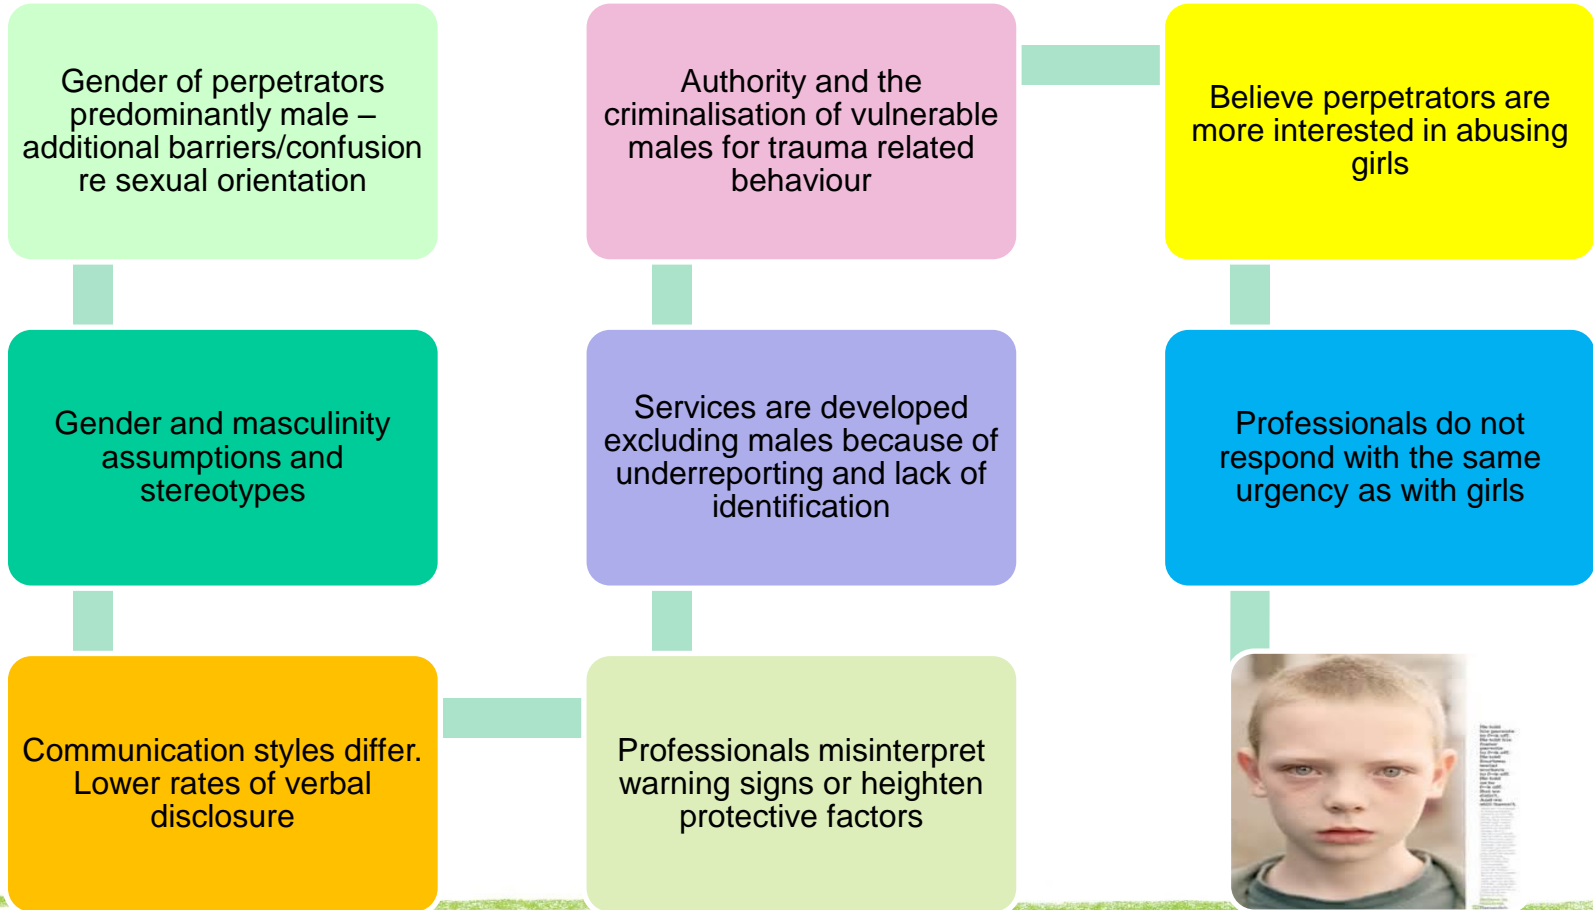 Gender of perpetrators
predominantly male –
additional barriers/confusion
re sexual orientation
Gender and masculinity
assumptions and
stereotypes
Communication styles differ.
Lower rates of verbal
disclosure
Professionals misinterpret
warning signs or heighten
protective factors
Services are developed
excluding males because of
underreporting and lack of
identification
Authority and the
criminalisation of vulnerable
males for trauma related
behaviour
Believe perpetrators are
more interested in abusing
girls
Professionals do not
respond with the same
urgency as with girls